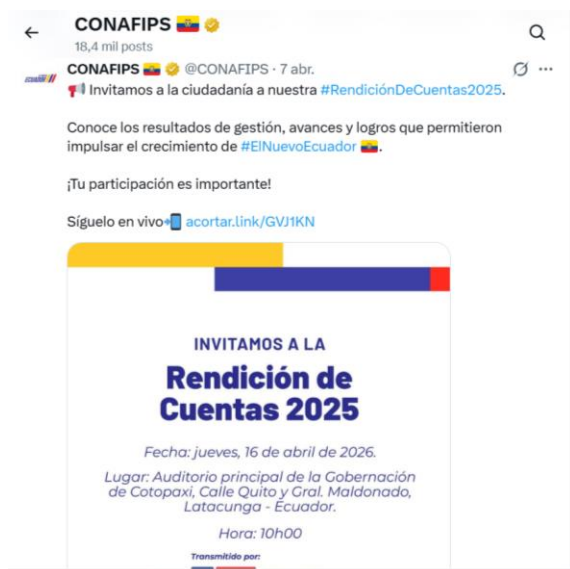 CONAFIPS 🇪🇨
18,4 mil posts
CONAFIPS 🇪🇨 @CONAFIPS · 7 abr.
📢 Invitamos a la ciudadanía a nuestra #RendiciónDeCuentas2025.
Conoce los resultados de gestión, avances y logros que permitieron
impulsar el crecimiento de #ElNuevoEcuador 🇪🇨.
¡Tu participación es importante!
Síguelo en vivo📲 acortar.link/GVJ1KN
INVITAMOS A LA
Rendición de
Cuentas 2025
Fecha: jueves, 16 de abril de 2026.
Lugar: Auditorio principal de la Gobernación
de Cotopaxi, Calle Quito y Gral. Maldonado,
Latacunga - Ecuador.
Hora: 10h00
Transmitido por: